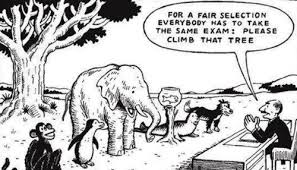 FOR A FAIR SELECTION
EVERYBODY HAS TO TAKE
THE SAME EXAM: PLEASE
CLIMB THAT TREE